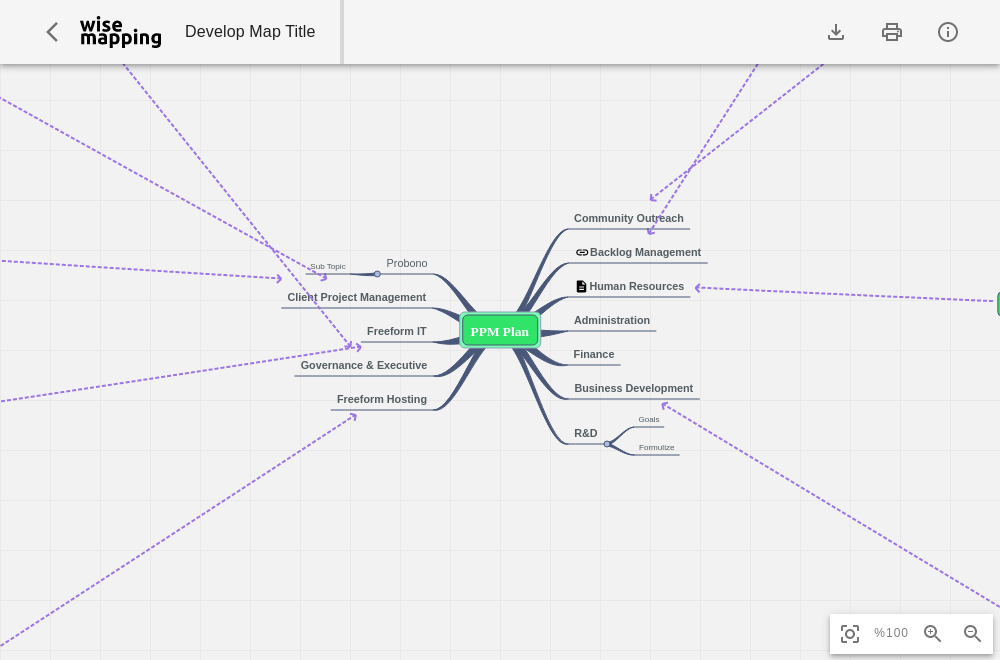 wise
mapping
Develop Map Title
Community Outreach
Backlog Management
Human Resources
Administration
Finance
Business Development
R&D
Goals
Formulize
PPM Plan
Probono
Sub Topic
Client Project Management
Freeform IT
Governance & Executive
Freeform Hosting
%100